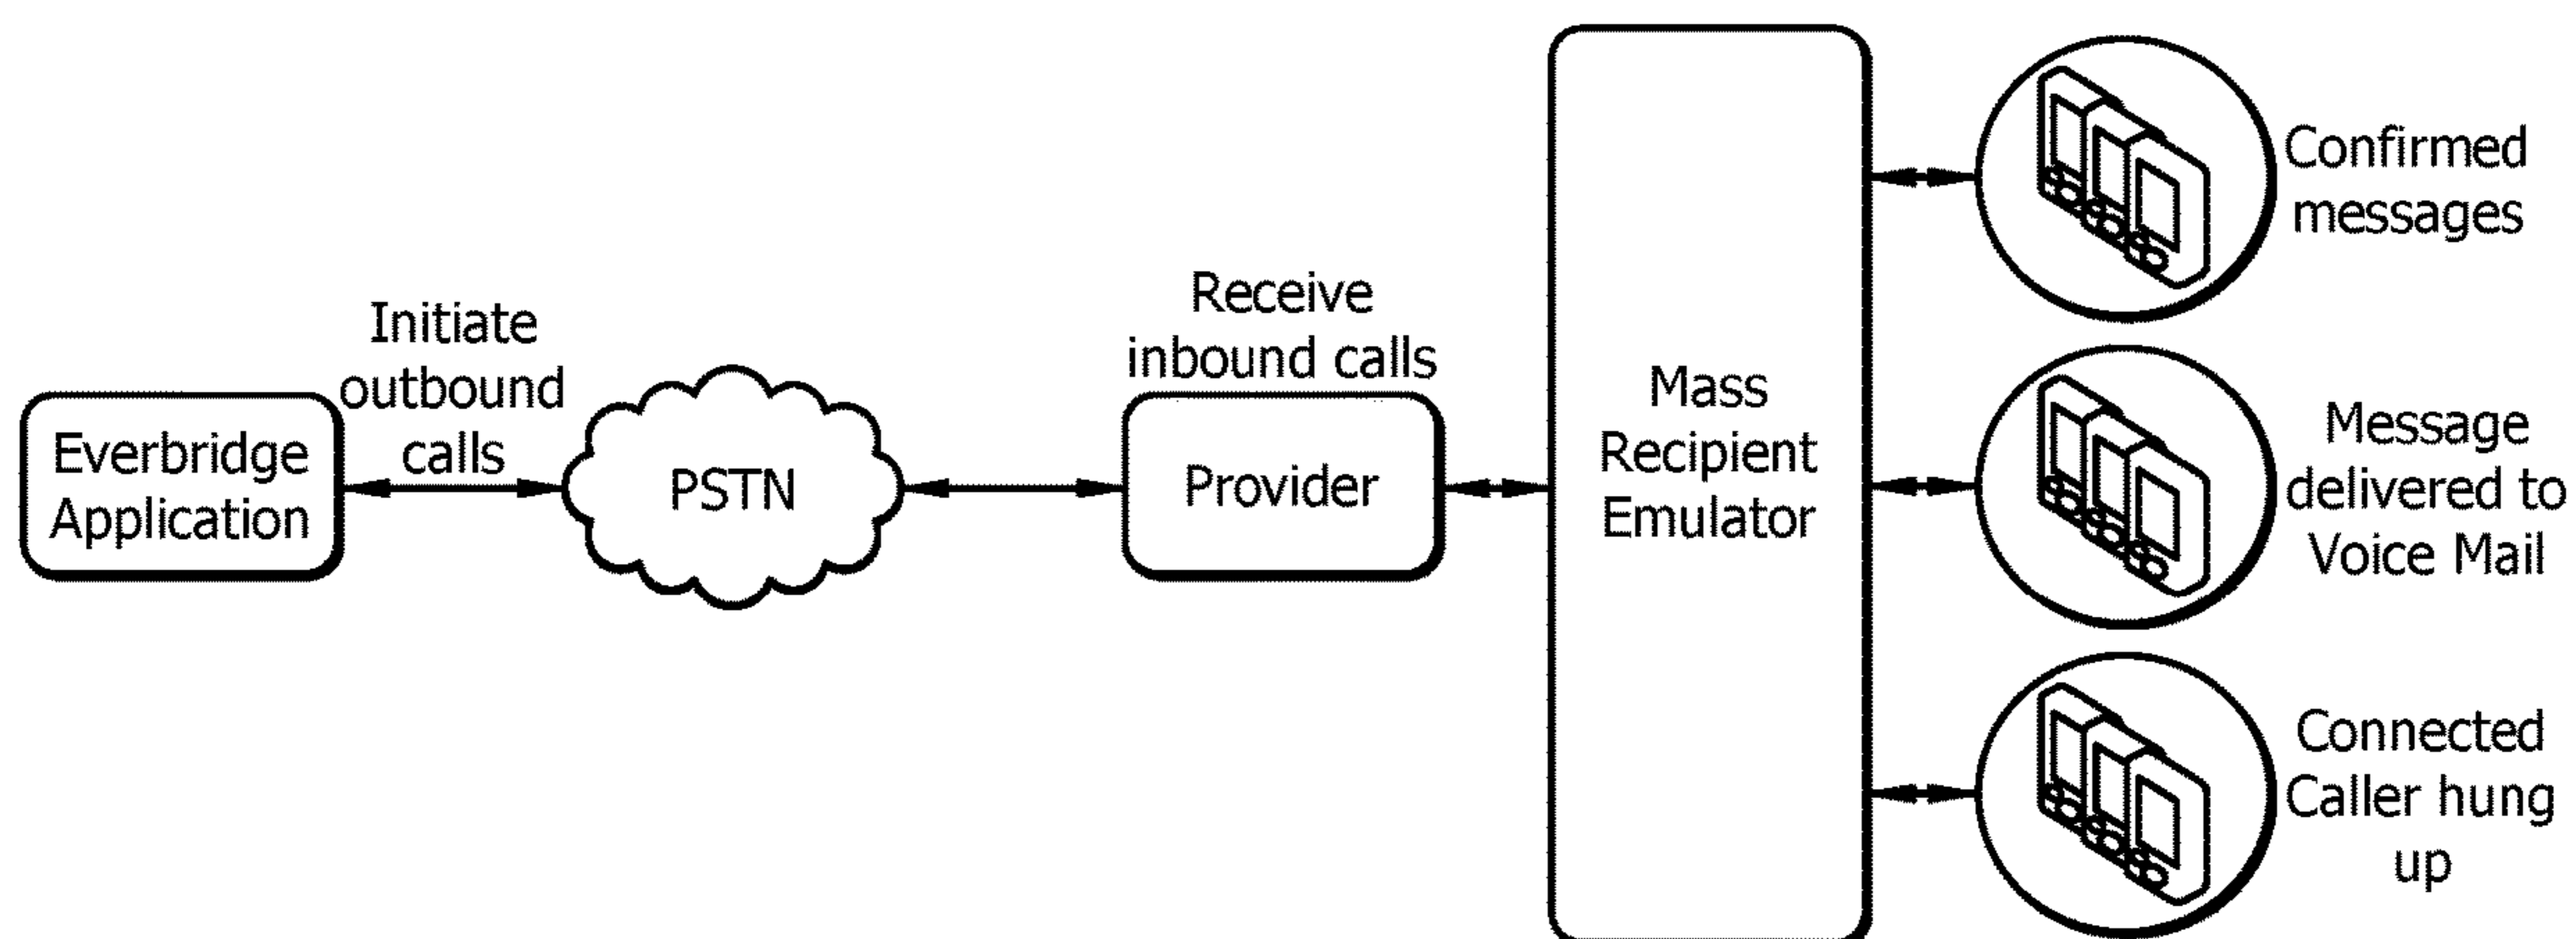 Everbridge
Application
Initiate
outbound
calls
PSTN
Receive
inbound calls
Provider
Mass
Recipient
Emulator
Confirmed
messages
Message
delivered to
Voice Mail
Connected
Caller hung
up